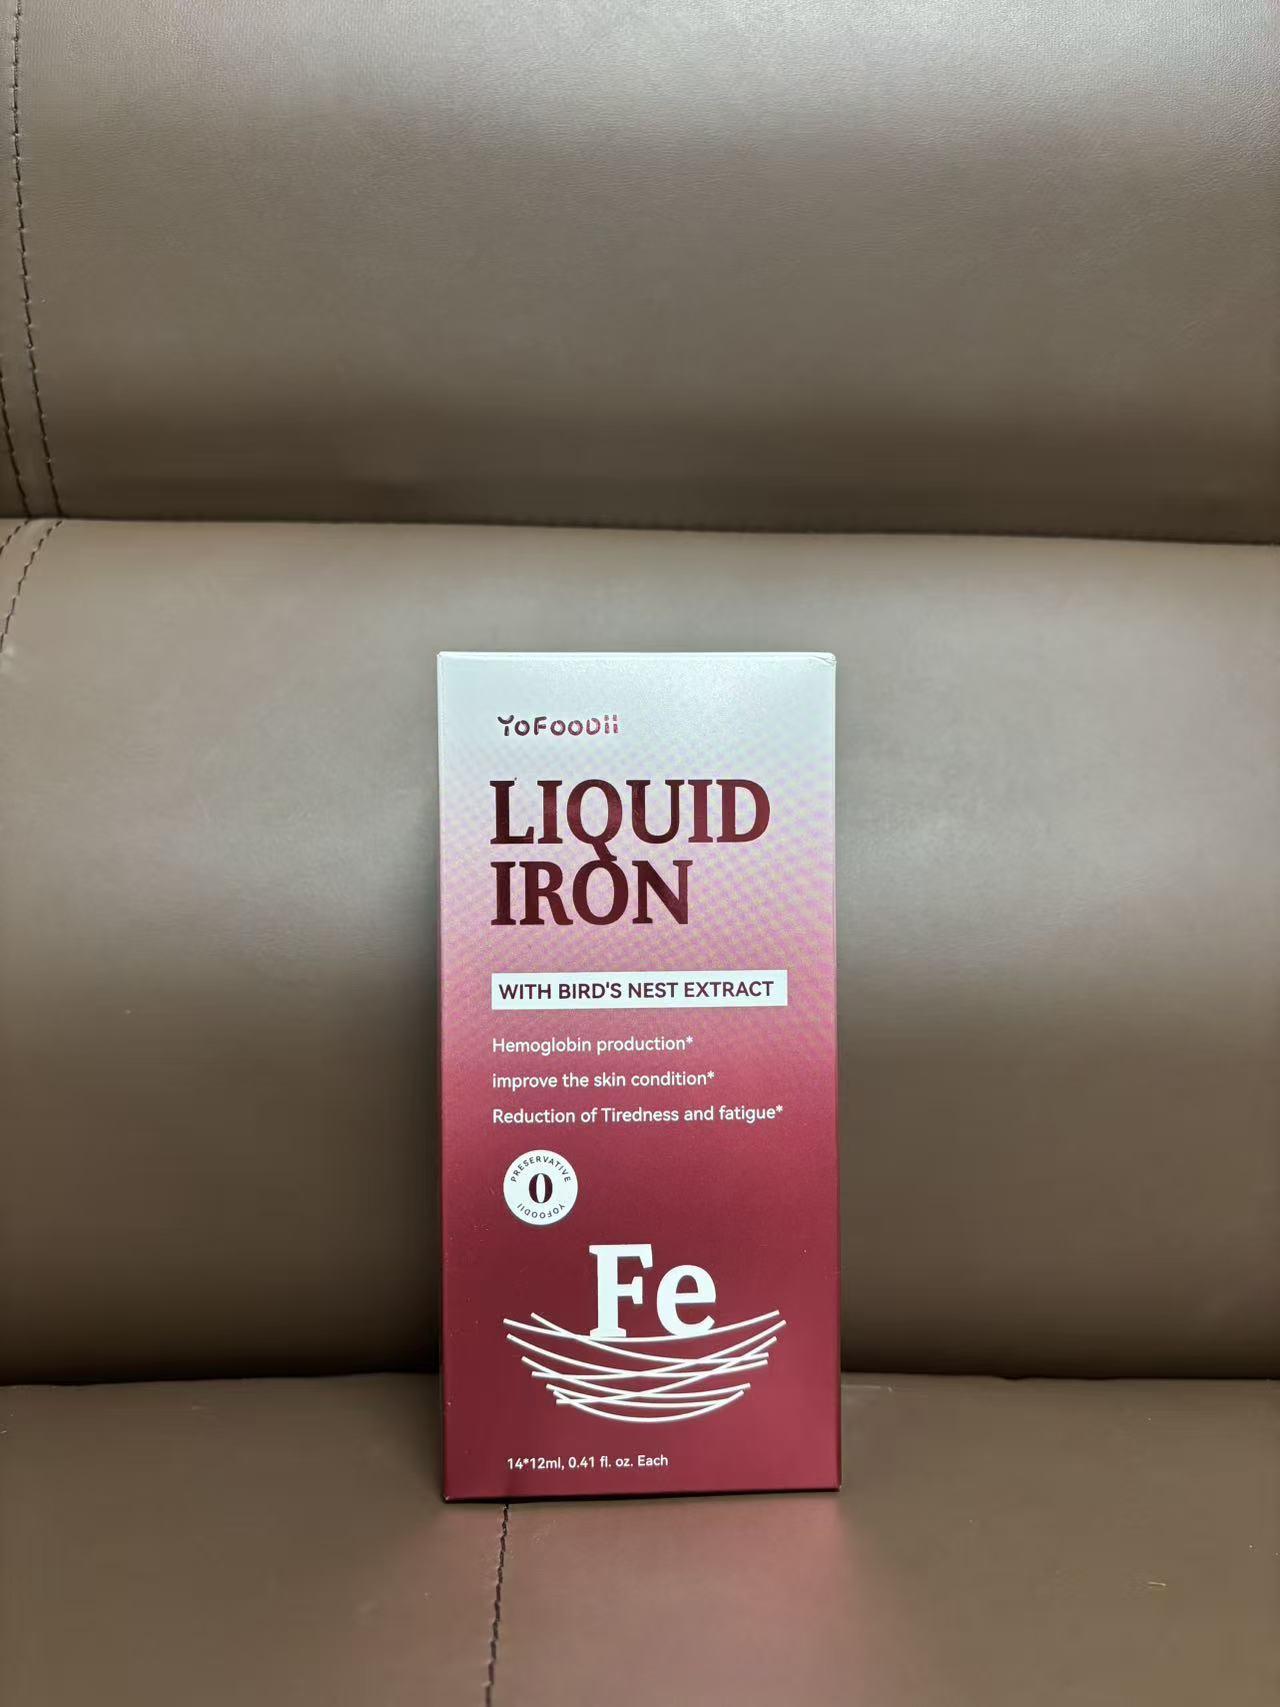 YoFoodii
LIQUID
IRON
WITH BIRD'S NEST EXTRACT
Hemoglobin production*
improve the skin condition*
Reduction of Tiredness and fatigue*
PRESERVATIVE
0
YOFOODII
Fe
14*12ml, 0.41 fl. oz. Each